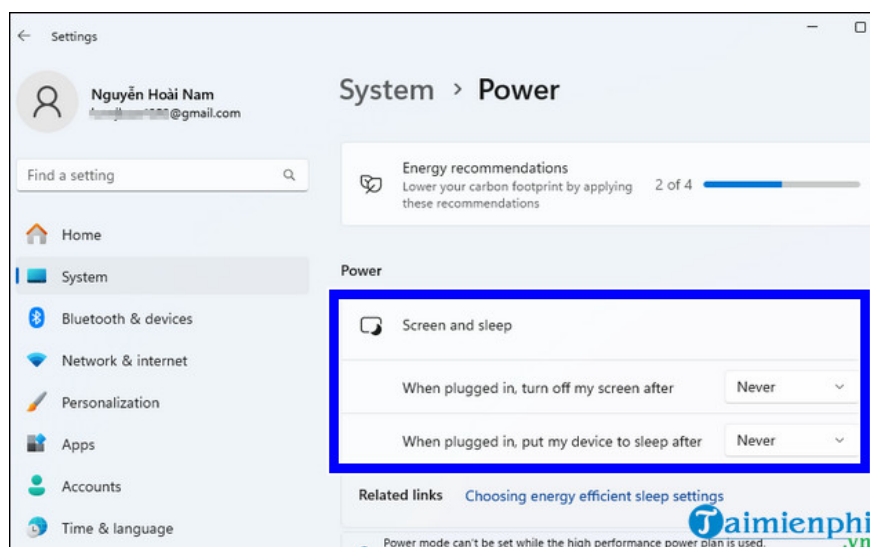 Settings
Nguyễn Hoài Nam
@gmail.com
Find a setting
Home
System
Bluetooth & devices
Network & internet
Personalization
Apps
Accounts
Time & language
System > Power
Energy recommendations
Lower your carbon footprint by applying
these recommendations
2 of 4
Power
Screen and sleep
When plugged in, turn off my screen after Never
When plugged in, put my device to sleep after Never
Related links Choosing energy efficient sleep settings
Power mode can't be set while the high performance power plan is used.
Taimienphi
.vn